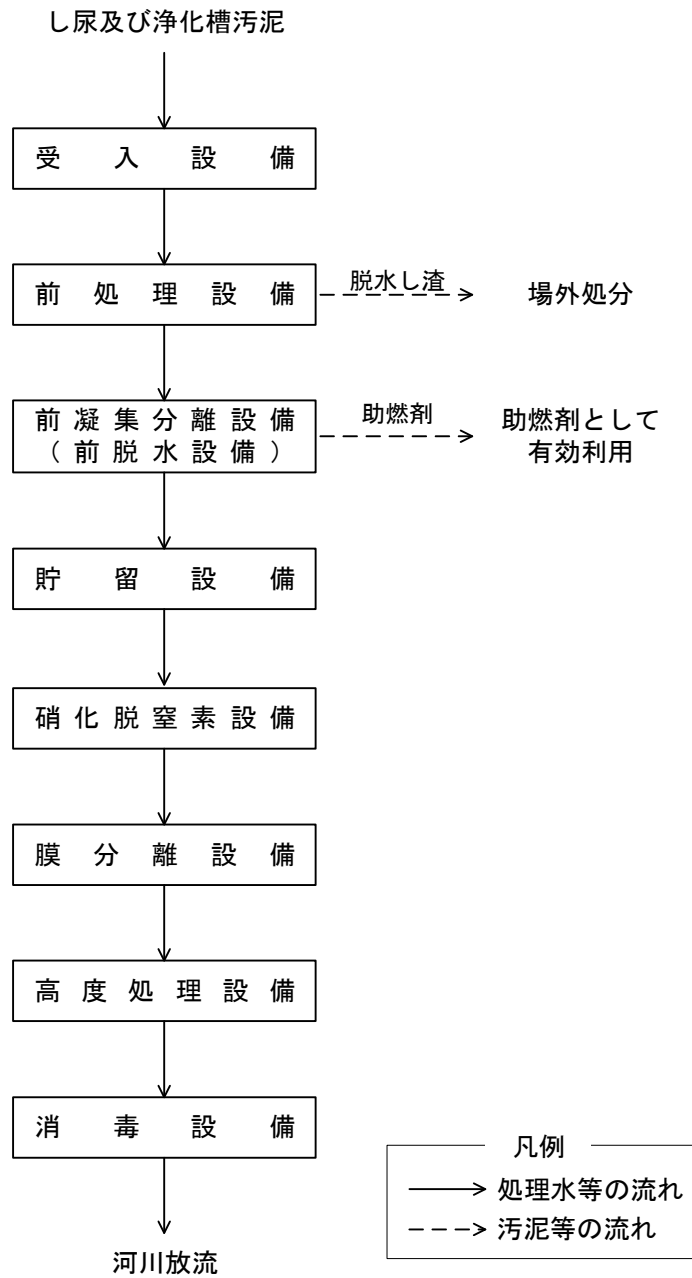 し尿及び浄化槽汚泥
受入設備
前処理設備
脱水し渣
場外処分
前凝集分離設備
（前脱水設備）
助燃剤
助燃剤として
有効利用
貯留設備
硝化脱窒素設備
膜分離設備
高度処理設備
消毒設備
河川放流
凡例
処理水等の流れ
汚泥等の流れ